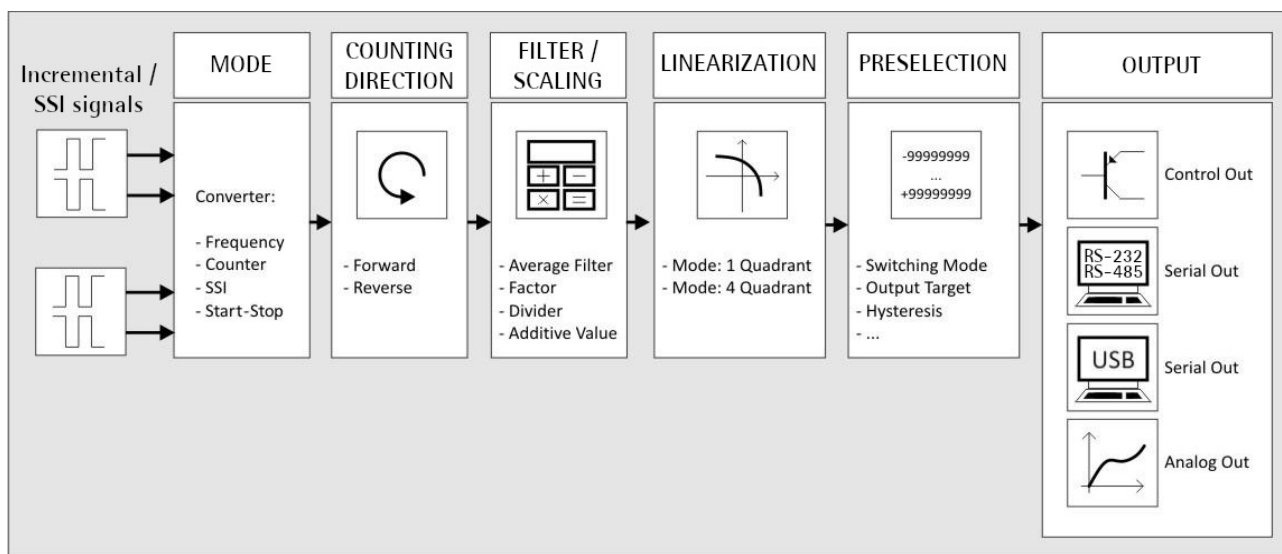 Incremental /
SSI signals
MODE
Converter:
- Frequency
- Counter
- SSI
- Start-Stop
COUNTING
DIRECTION
- Forward
- Reverse
FILTER /
SCALING
+ −
× =
- Average Filter
- Factor
- Divider
- Additive Value
LINEARIZATION
- Mode: 1 Quadrant
- Mode: 4 Quadrant
PRESELECTION
-99999999
...
+99999999
- Switching Mode
- Output Target
- Hysteresis
- ...
OUTPUT
Control Out
RS-232
RS-485
Serial Out
USB
Serial Out
Analog Out